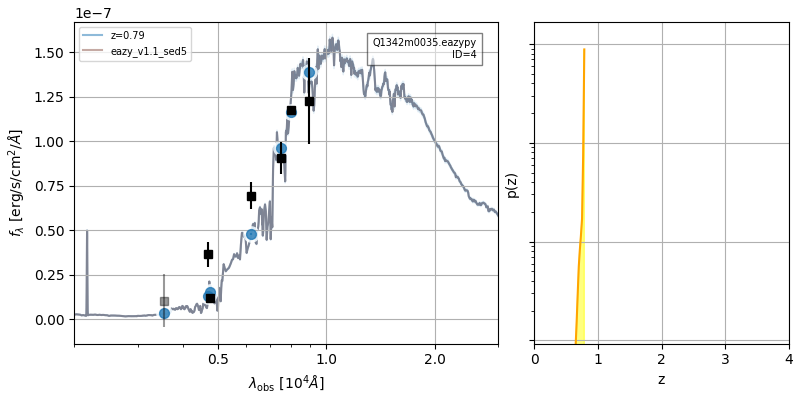 1e−7
z=0.79
eazy_v1.1_sed5
Q1342m0035.eazypy
ID=4
1.50
1.25
1.00
0.75
0.50
0.25
0.00
f_λ [erg/s/cm²/Å]
0.5
1.0
2.0
λ_obs [10⁴Å]
p(z)
0
1
2
3
4
z